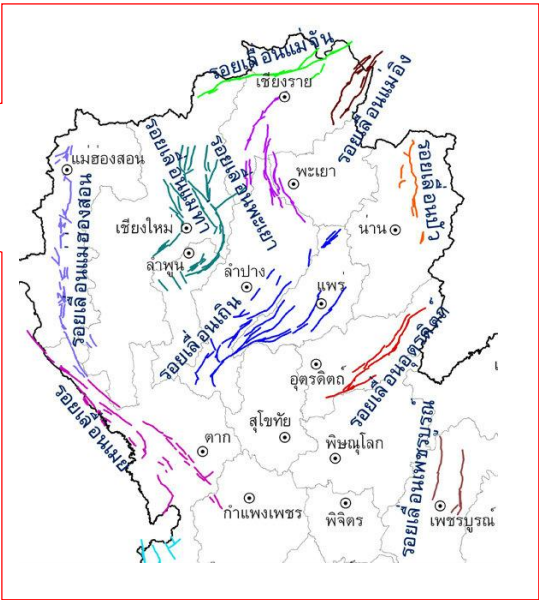 รอยเลื่อนแม่จัน
เชียงราย
รอยเลื่อนแม่อิง
แม่ฮองสอน
รอยเลื่อนแม่ทา
รอยเลื่อนพะเยา
พะเยา
รอยเลื่อนปัว
น่าน
เชียงใหม่
ลำพูน
รอยเลื่อนแม่ฮองสอน
ลำปาง
แพร่
รอยเลื่อนเถิน
รอยเลื่อนอุตรดิตถ์
อุตรดิตถ์
รอยเลื่อนเมย
ตาก
สุโขทัย
พิษณุโลก
รอยเลื่อนเพชรบูรณ์
กำแพงเพชร
พิจิตร
เพชรบูรณ์